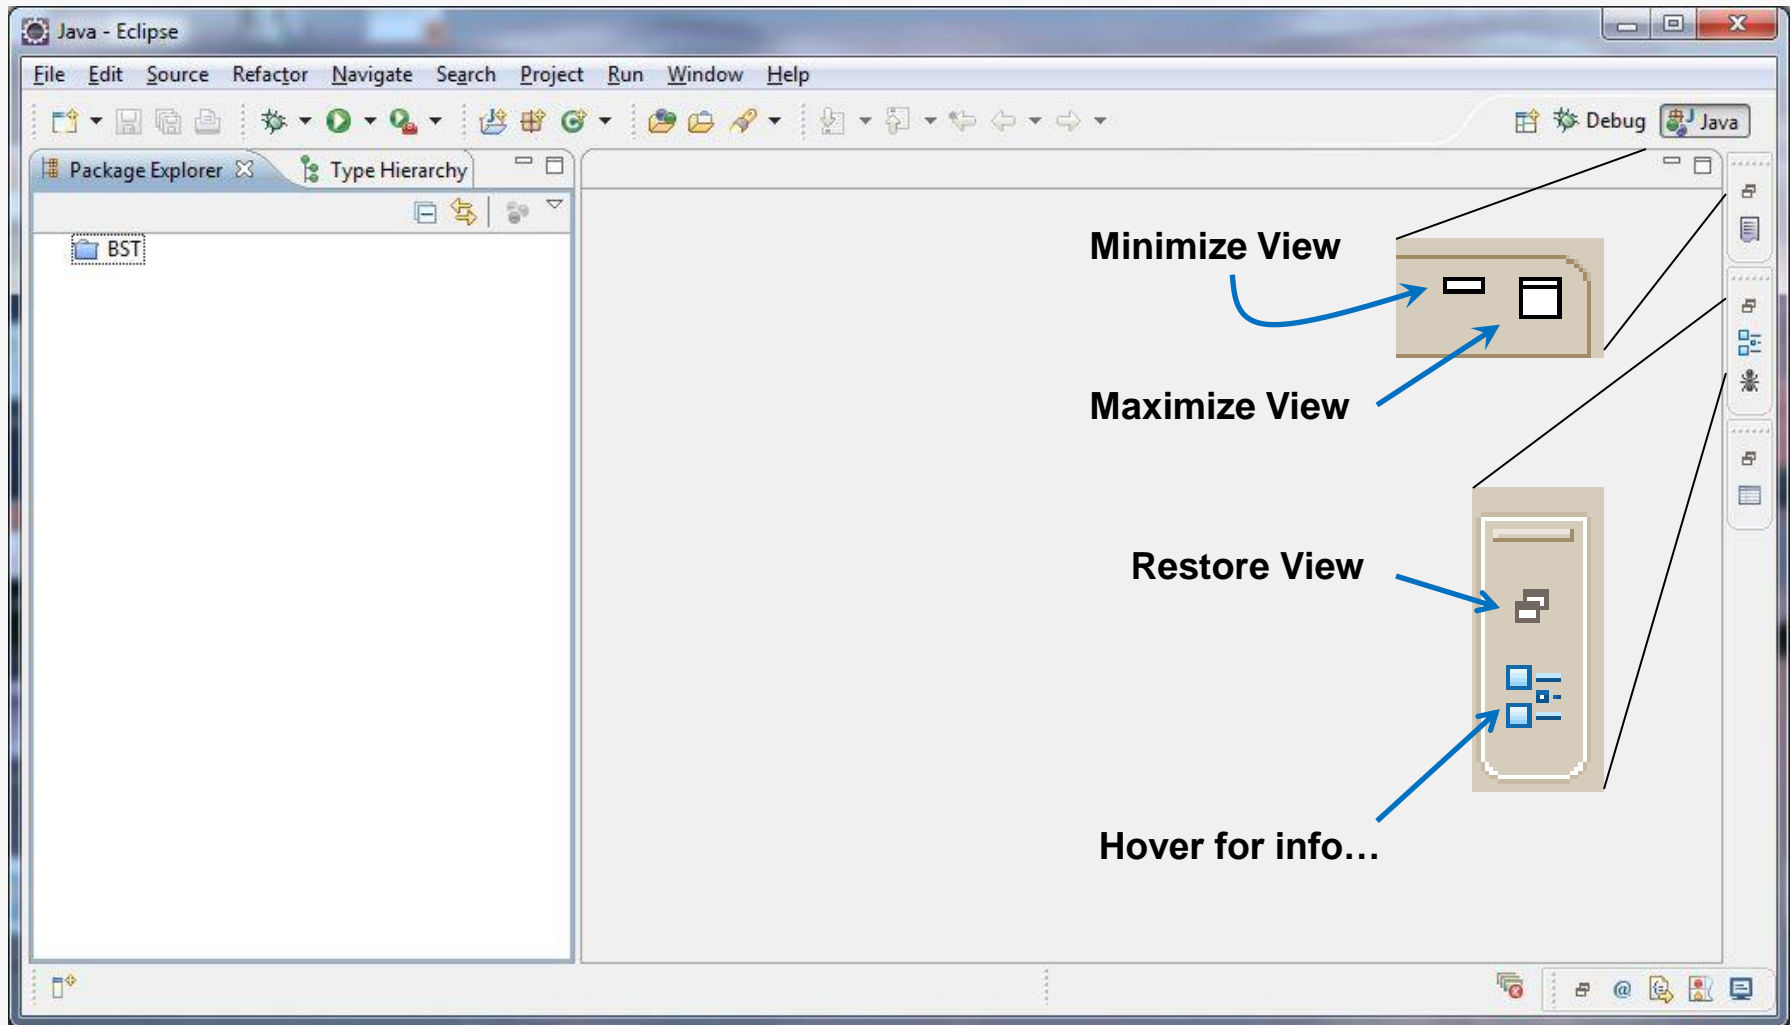 Java - Eclipse
File Edit Source Refactor Navigate Search Project Run Window Help
Debug Java
Package Explorer Type Hierarchy
BST
Minimize View
Maximize View
Restore View
Hover for info…